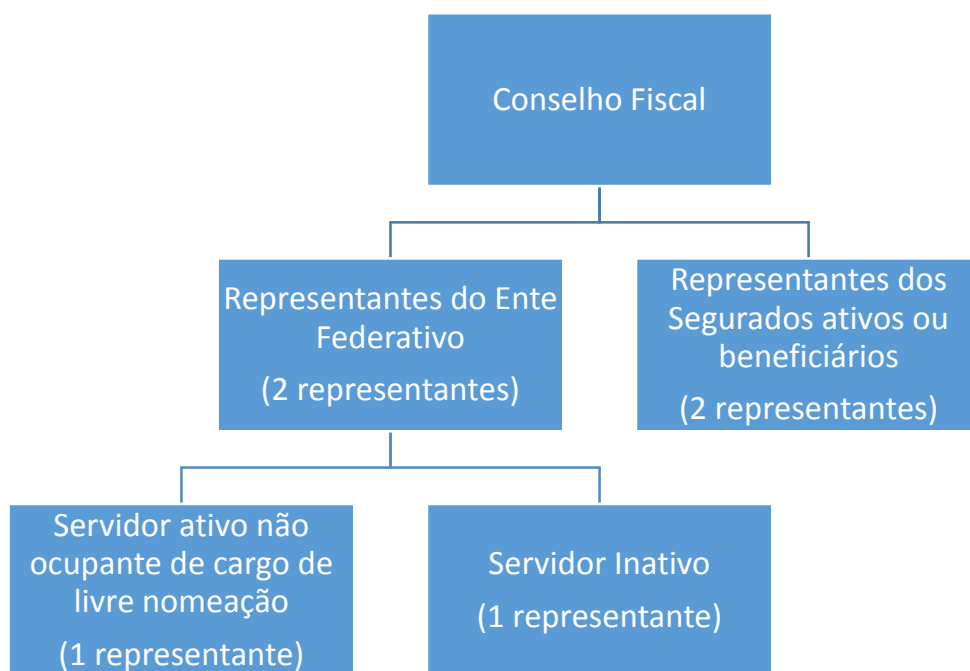 Conselho Fiscal
Representantes do Ente
Federativo
(2 representantes)
Representantes dos
Segurados ativos ou
beneficiários
(2 representantes)
Servidor ativo não
ocupante de cargo de
livre nomeação
(1 representante)
Servidor Inativo
(1 representante)